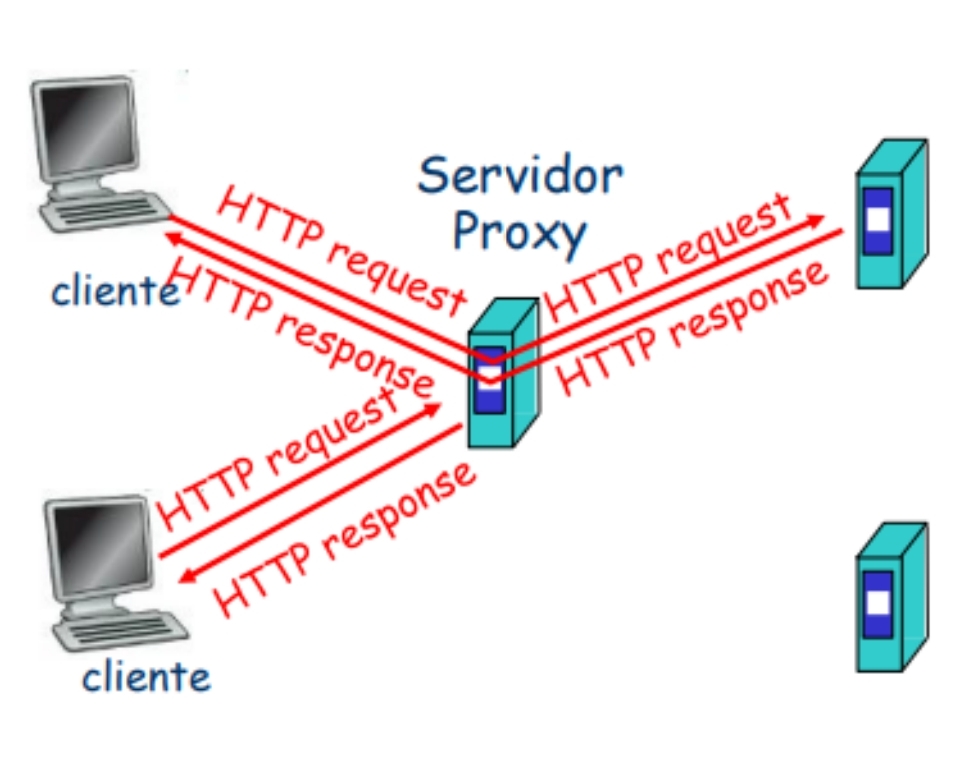 Servidor
Proxy
HTTP request
HTTP response
HTTP request
HTTP response
cliente
HTTP request
HTTP response
cliente